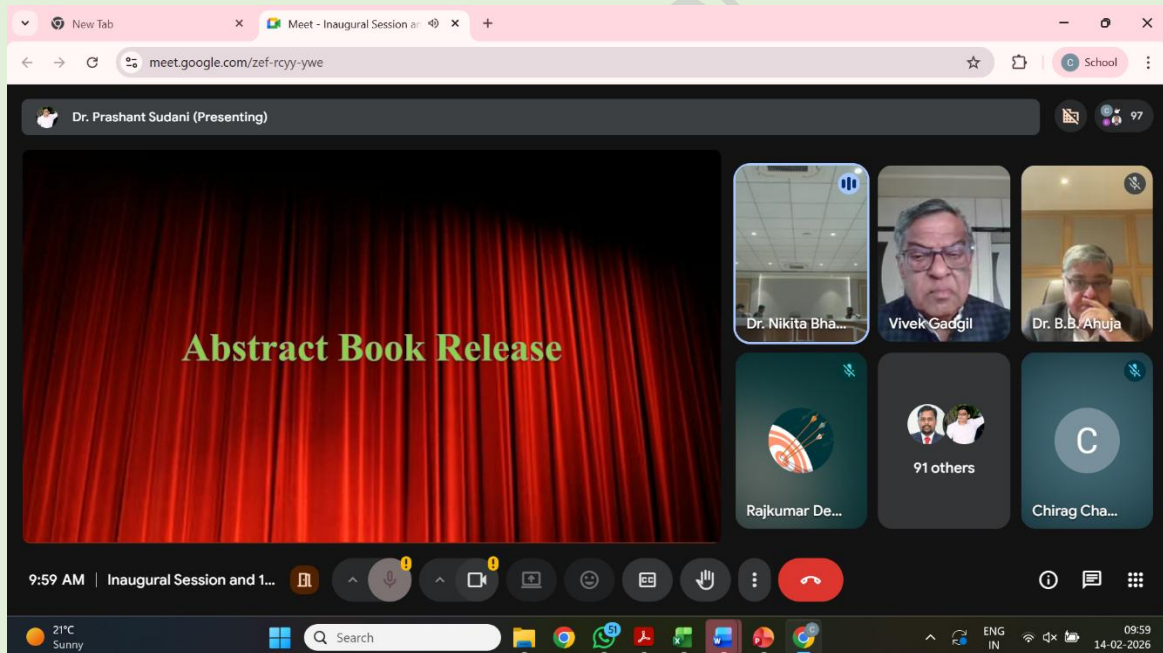 New Tab
Meet - Inaugural Session an
meet.google.com/zef-rcyy-ywe
C School
Dr. Prashant Sudani (Presenting)
97
Abstract Book Release
Dr. Nikita Bha...
Vivek Gadgil
Dr. B.B. Ahuja
C
Rajkumar De...
91 others
Chirag Cha...
9:59 AM | Inaugural Session and 1...
CC
21°C
Sunny
Search
51
ENG
IN
09:59
14-02-2026